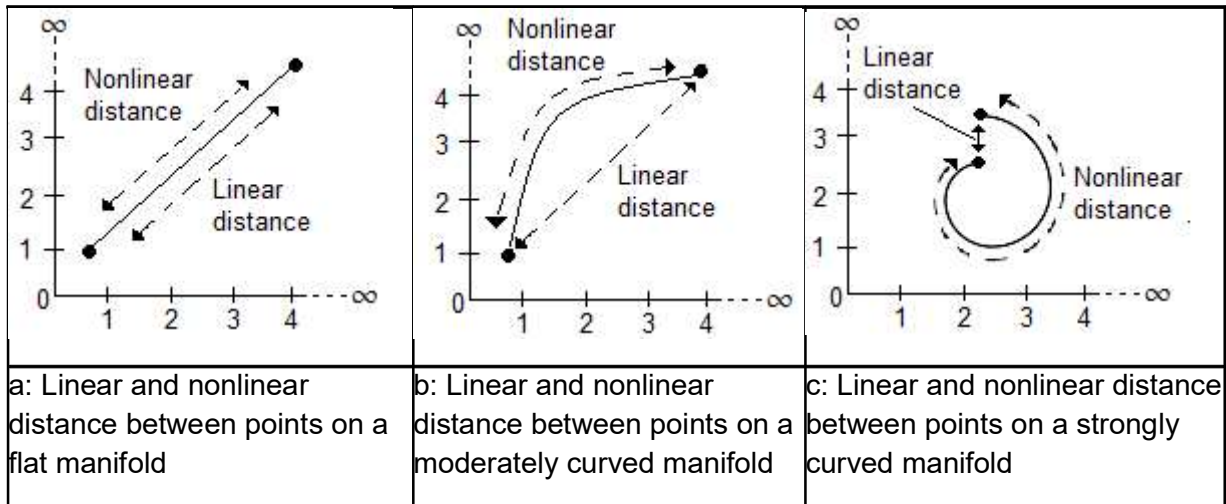 ∞
Nonlinear
distance
4
3
2
1
0
Linear
distance
1 2 3 4 ∞
∞
Nonlinear
distance
4
3
2
1
0
Linear
distance
1 2 3 4 ∞
∞
Linear
distance
4
3
2
1
0
Nonlinear
distance
1 2 3 4 ∞
a: Linear and nonlinear
distance between points on a
flat manifold
b: Linear and nonlinear
distance between points on a
moderately curved manifold
c: Linear and nonlinear distance
between points on a strongly
curved manifold